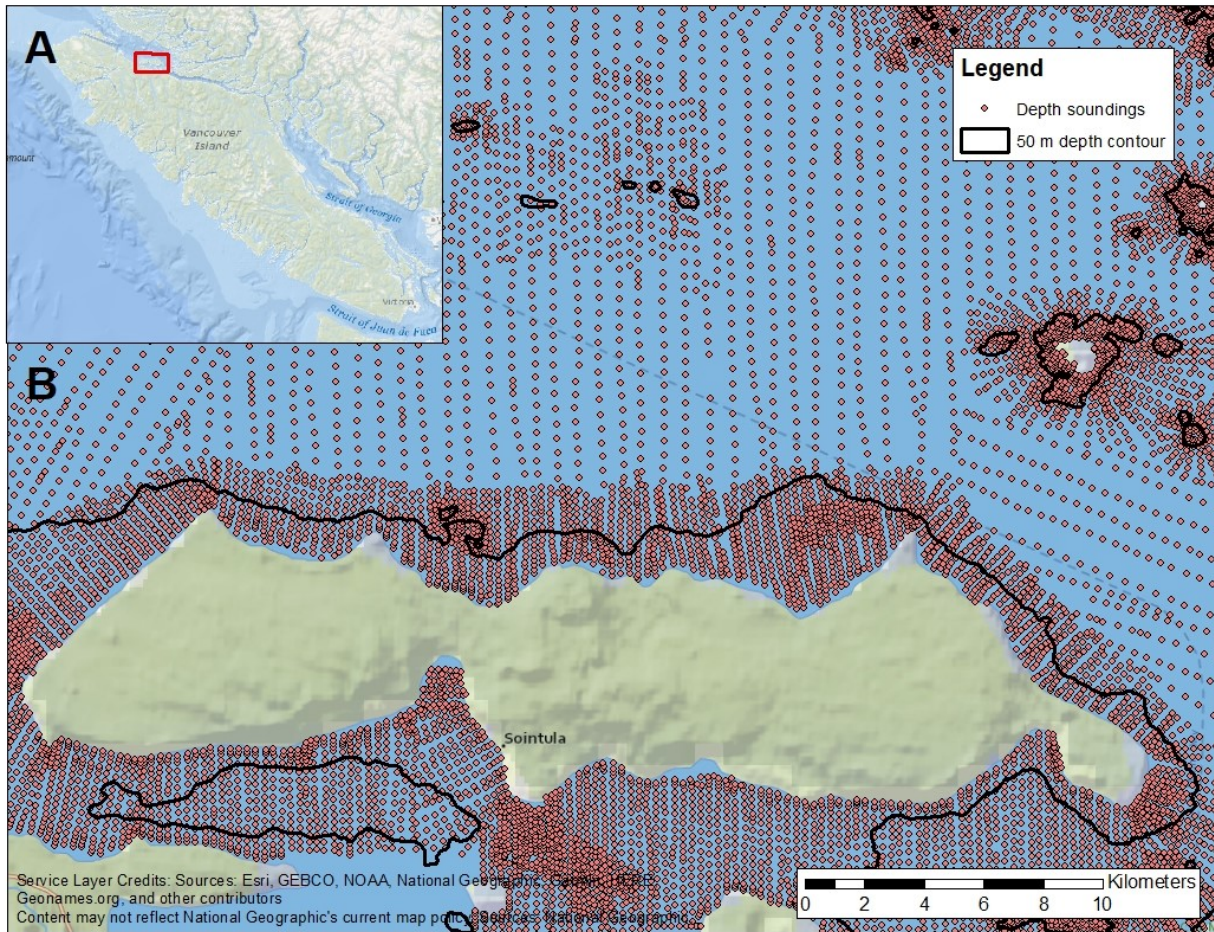 A
Vancouver
Island
mount
Strait of Georgia
Victoria
Strait of Juan de Fuca
Legend
Depth soundings
50 m depth contour
B
Sointula
Service Layer Credits: Sources: Esri, GEBCO, NOAA, National Geographic, Garmin, HERE,
Geonames.org, and other contributors
Content may not reflect National Geographic's current map policy. Sources: National Geographic,
Kilometers
0 2 4 6 8 10